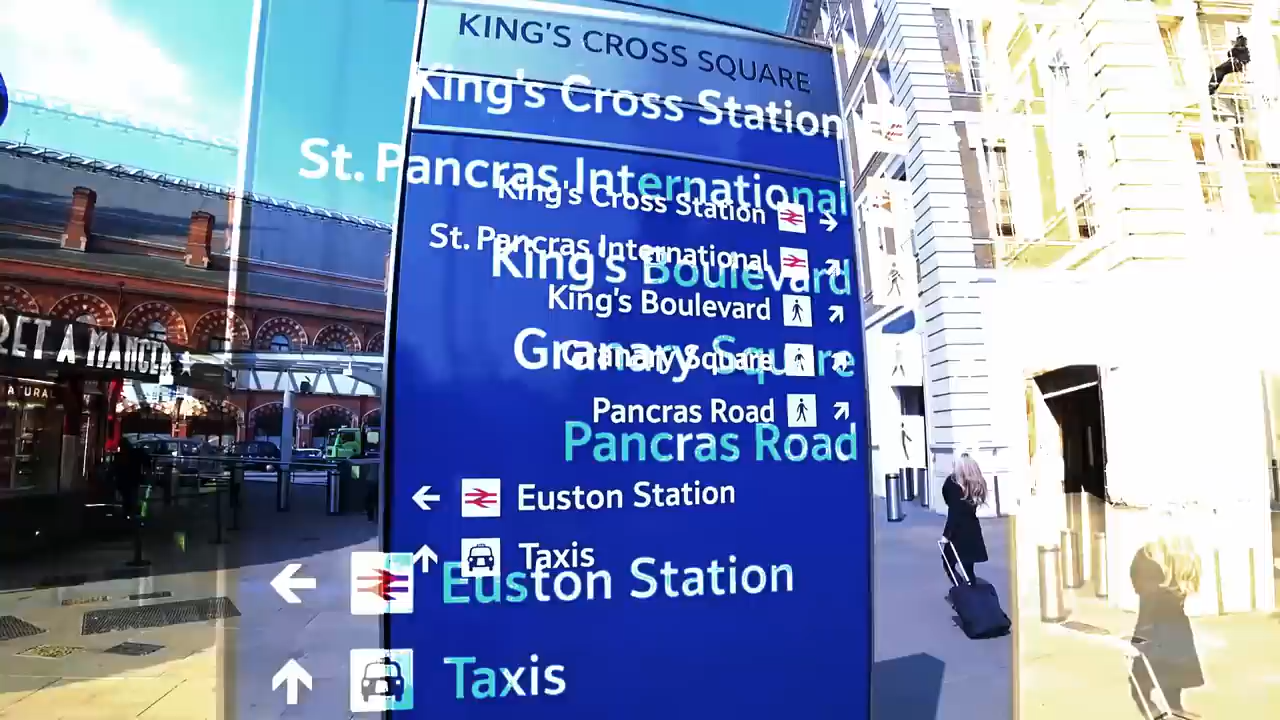 KING'S CROSS SQUARE
King's Cross Station
St. Pancras International
King's Cross Station
St. Pancras International
King's Boulevard
King's Boulevard
Granary Square
Granary Square
Pancras Road
Pancras Road
Euston Station
Taxis
Euston Station
Taxis
PRET A MANGER
NATURAL